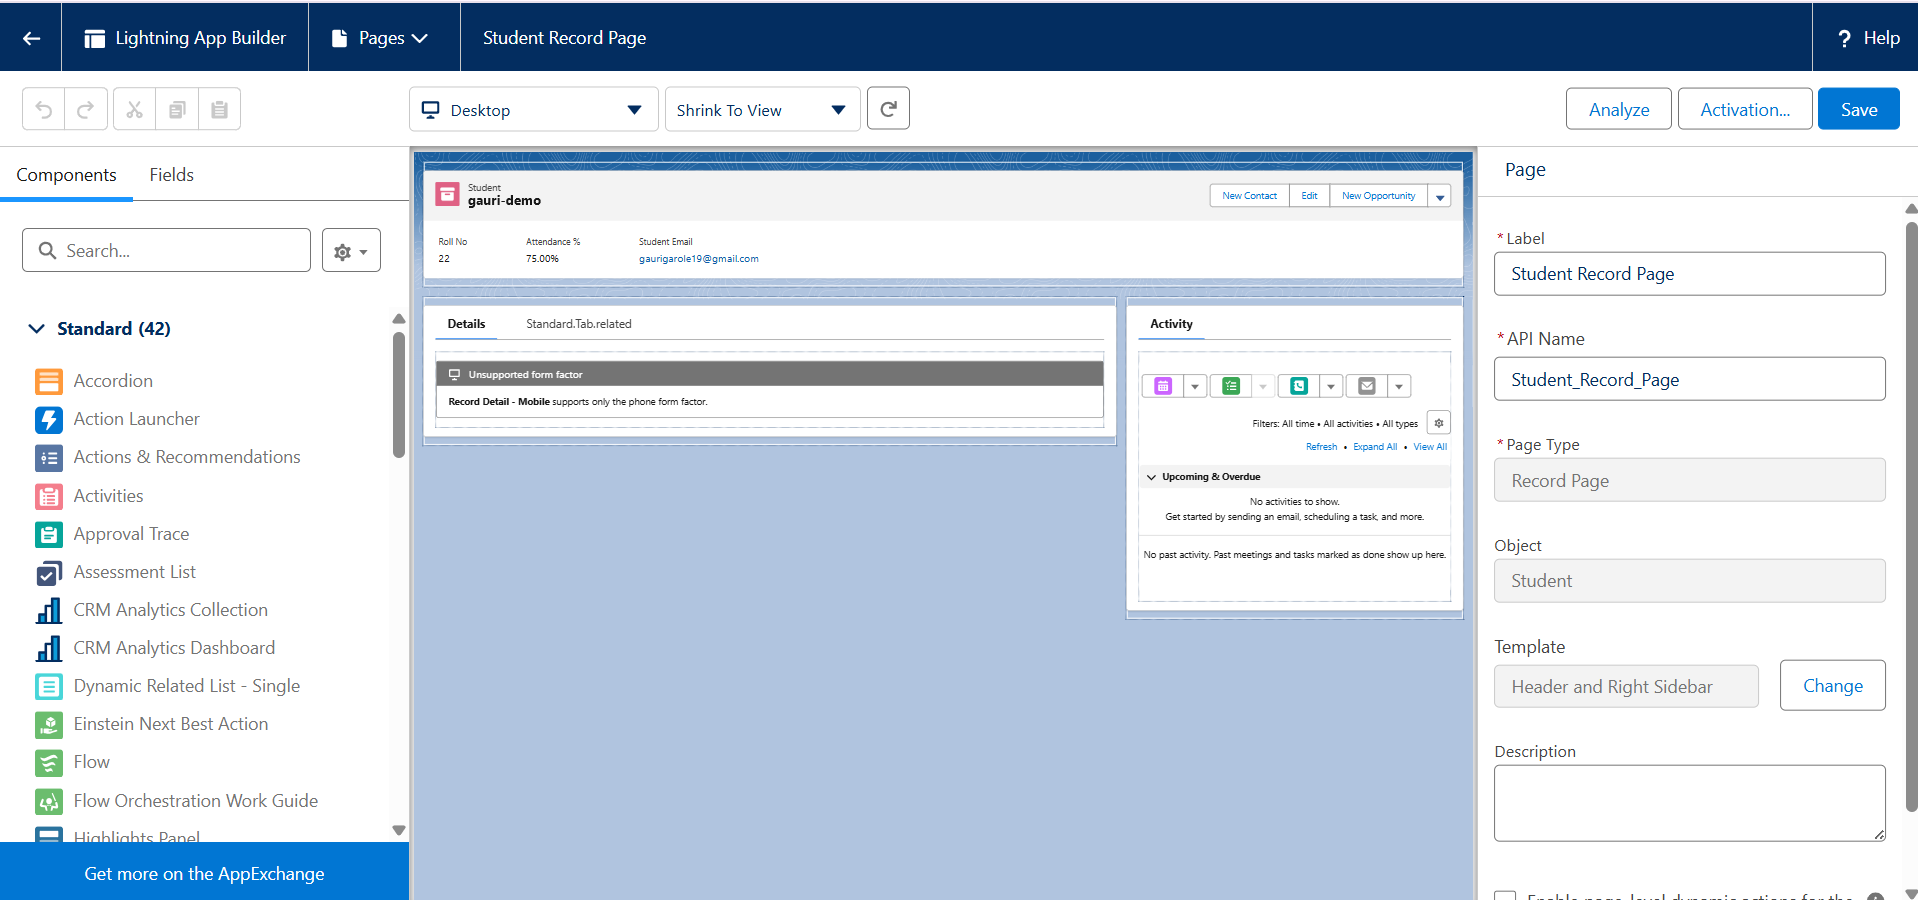 Lightning App Builder
Pages
Student Record Page
? Help
Desktop
Shrink To View
Analyze
Activation...
Save
Components
Fields
Search...
Standard (42)
Accordion
Action Launcher
Actions & Recommendations
Activities
Approval Trace
Assessment List
CRM Analytics Collection
CRM Analytics Dashboard
Dynamic Related List - Single
Einstein Next Best Action
Flow
Flow Orchestration Work Guide
Highlights Panel
Get more on the AppExchange
Student
gauri-demo
New Contact
Edit
New Opportunity
Roll No
Attendance %
Student Email
22
75.00%
gaurigarole19@gmail.com
Details
Standard.Tab.related
Unsupported form factor
Record Detail - Mobile supports only the phone form factor.
Activity
Filters: All time • All activities • All types
Refresh • Expand All • View All
Upcoming & Overdue
No activities to show.
Get started by sending an email, scheduling a task, and more.
No past activity. Past meetings and tasks marked as done show up here.
Page
*Label
Student Record Page
*API Name
Student_Record_Page
*Page Type
Record Page
Object
Student
Template
Header and Right Sidebar
Change
Description
Enable page-level dynamic actions for the